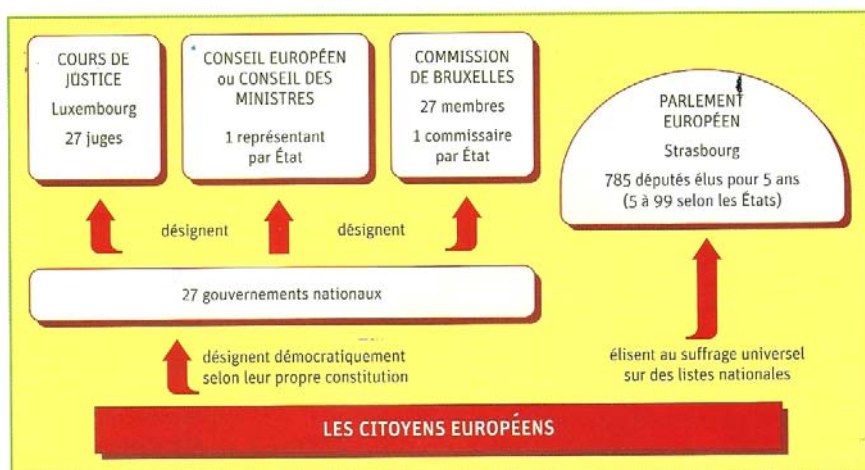 COURS DE
JUSTICE
Luxembourg
27 juges
CONSEIL EUROPÉEN
ou CONSEIL DES
MINISTRES
1 représentant
par État
COMMISSION
DE BRUXELLES
27 membres
1 commissaire
par État
PARLEMENT
EUROPÉEN
Strasbourg
785 députés élus pour 5 ans
(5 à 99 selon les États)
désignent
désignent
27 gouvernements nationaux
désignent démocratiquement
selon leur propre constitution
élisent au suffrage universel
sur des listes nationales
LES CITOYENS EUROPÉENS